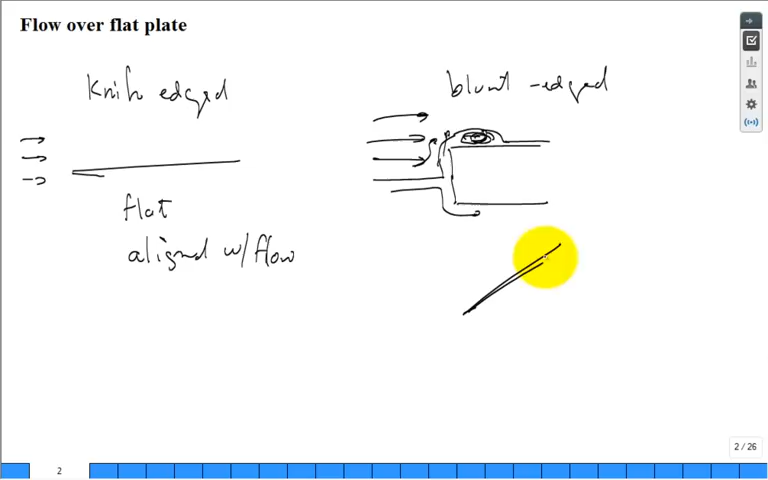 Flow over flat plate
Knife edged
blunt-edged
flat
aligned w/flow
2 / 26
2